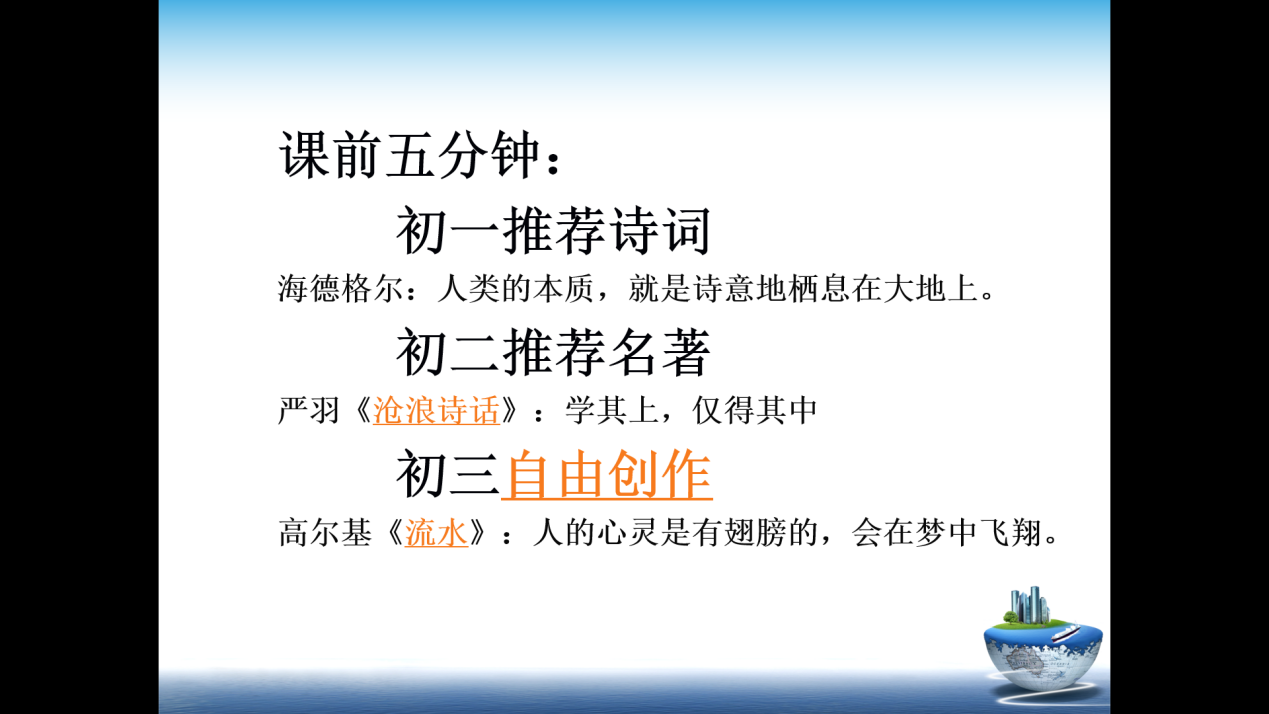 课前五分钟：
初一推荐诗词
海德格尔：人类的本质，就是诗意地栖息在大地上。
初二推荐名著
严羽《沧浪诗话》：学其上，仅得其中
初三自由创作
高尔基《流水》：人的心灵是有翅膀的，会在梦中飞翔。